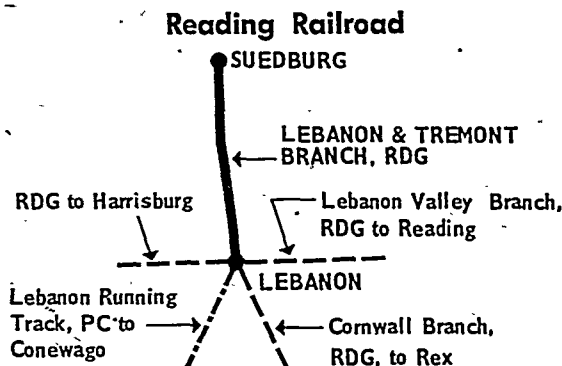 Reading Railroad
SUEDBURG
LEBANON & TREMONT
BRANCH, RDG
RDG to Harrisburg
Lebanon Valley Branch,
RDG to Reading
LEBANON
Lebanon Running
Track, PC to
Conewago
Cornwall Branch,
RDG, to Rex